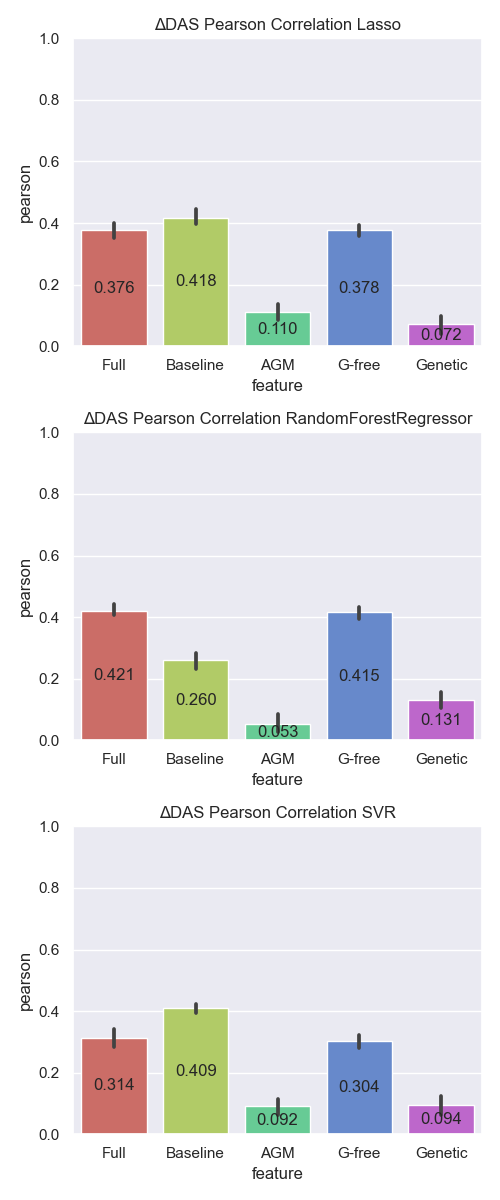 ΔDAS Pearson Correlation Lasso
1.0
0.8
0.6
0.4
0.2
0.0
pearson
0.376
0.418
0.110
0.378
0.072
Full Baseline AGM G-free Genetic
feature
ΔDAS Pearson Correlation RandomForestRegressor
1.0
0.8
0.6
0.4
0.2
0.0
pearson
0.421
0.260
0.053
0.415
0.131
Full Baseline AGM G-free Genetic
feature
ΔDAS Pearson Correlation SVR
1.0
0.8
0.6
0.4
0.2
0.0
pearson
0.314
0.409
0.092
0.304
0.094
Full Baseline AGM G-free Genetic
feature